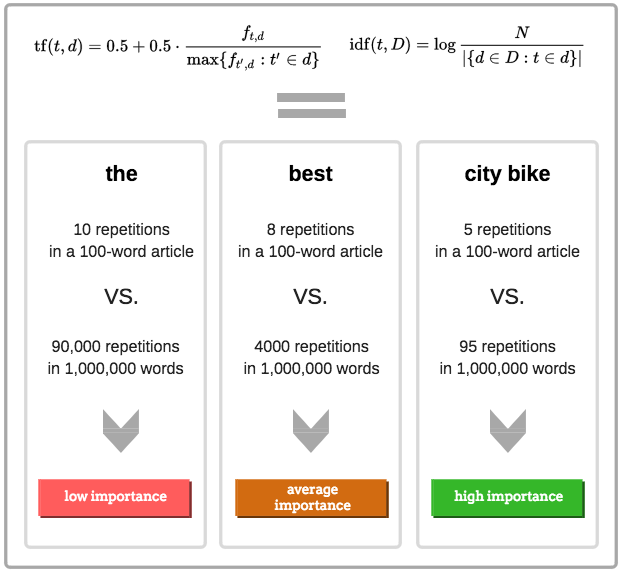 tf(t, d) = 0.5 + 0.5 · f_{t,d} / max{f_{t′,d} : t′ ∈ d}
idf(t, D) = log N / |{d ∈ D : t ∈ d}|
the
10 repetitions
in a 100-word article
VS.
90,000 repetitions
in 1,000,000 words
low importance
best
8 repetitions
in a 100-word article
VS.
4000 repetitions
in 1,000,000 words
average
importance
city bike
5 repetitions
in a 100-word article
VS.
95 repetitions
in 1,000,000 words
high importance